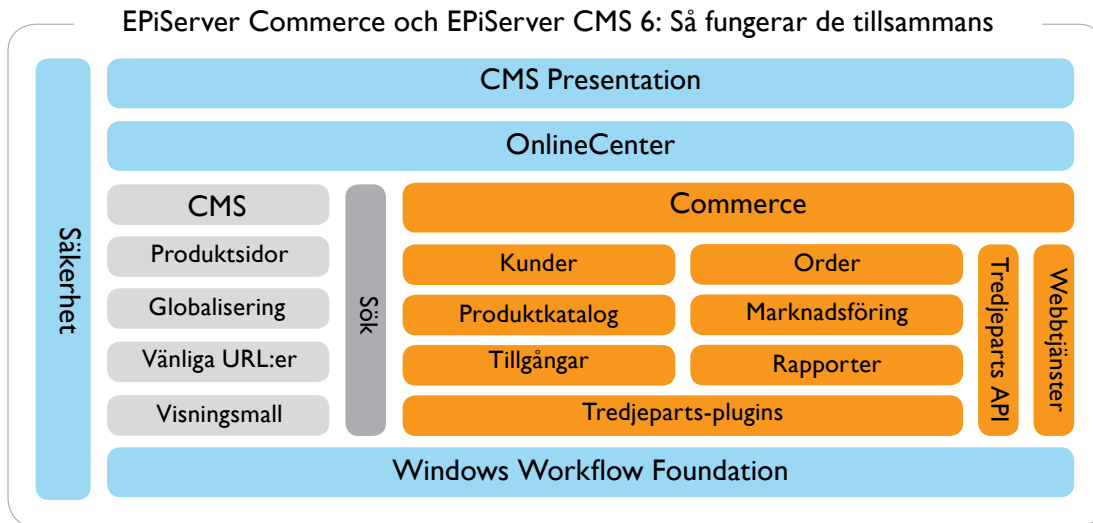 EPiServer Commerce och EPiServer CMS 6: Så fungerar de tillsammans
Säkerhet
CMS Presentation
OnlineCenter
CMS
Produktsidor
Globalisering
Vänliga URL:er
Visningsmall
Sök
Commerce
Kunder
Order
Produktkatalog
Marknadsföring
Tillgångar
Rapporter
Tredjeparts-plugins
Tredjeparts API
Webbtjänster
Windows Workflow Foundation